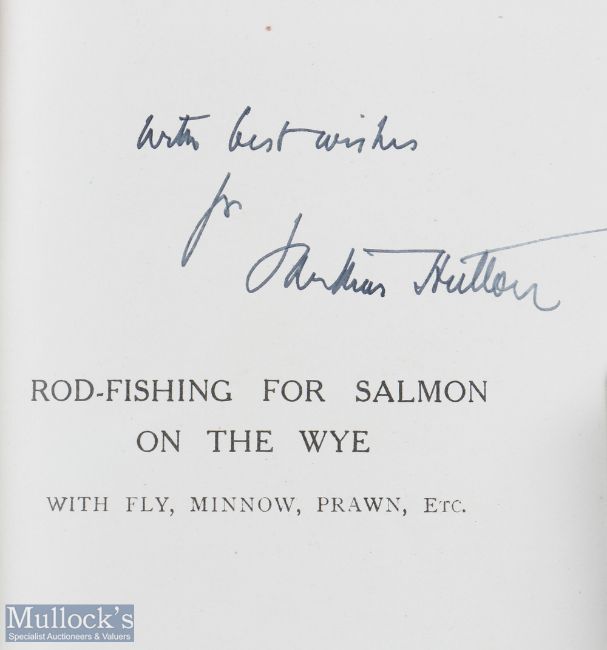 with best wishes
fr
Hutton
ROD-FISHING FOR SALMON
ON THE WYE
WITH FLY, MINNOW, PRAWN, ETC.
Mullock's
Specialist Auctioneers & Valuers